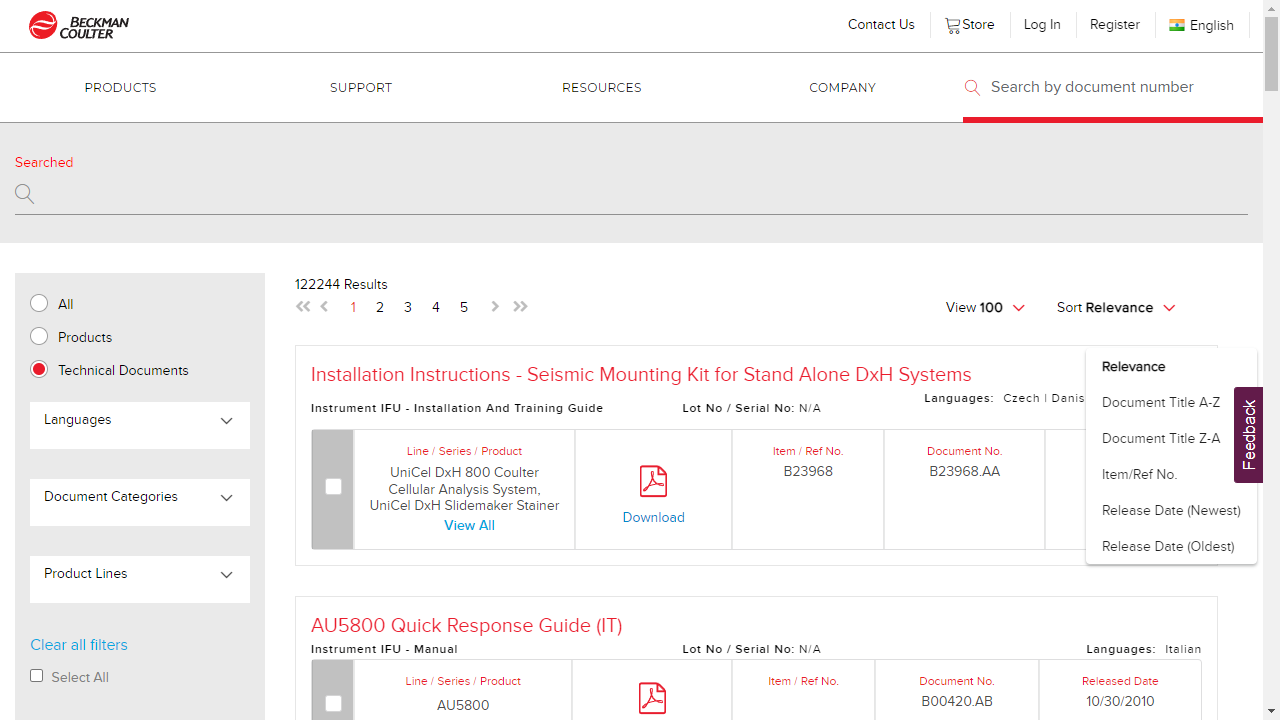 BECKMAN
COULTER
Contact Us
Store
Log In
Register
English
PRODUCTS
SUPPORT
RESOURCES
COMPANY
Search by document number
Searched
All
Products
Technical Documents
Languages
Document Categories
Product Lines
Clear all filters
Select All
122244 Results
1 2 3 4 5
View 100
Sort Relevance
Relevance
Document Title A-Z
Document Title Z-A
Item/Ref No.
Release Date (Newest)
Release Date (Oldest)
Feedback
Installation Instructions - Seismic Mounting Kit for Stand Alone DxH Systems
Instrument IFU - Installation And Training Guide
Lot No / Serial No: N/A
Languages: Czech | Danis
Line / Series / Product
UniCel DxH 800 Coulter
Cellular Analysis System,
UniCel DxH Slidemaker Stainer
View All
Download
Item / Ref No.
B23968
Document No.
B23968.AA
AU5800 Quick Response Guide (IT)
Instrument IFU - Manual
Lot No / Serial No: N/A
Languages: Italian
Line / Series / Product
AU5800
Item / Ref No.
Document No.
B00420.AB
Released Date
10/30/2010